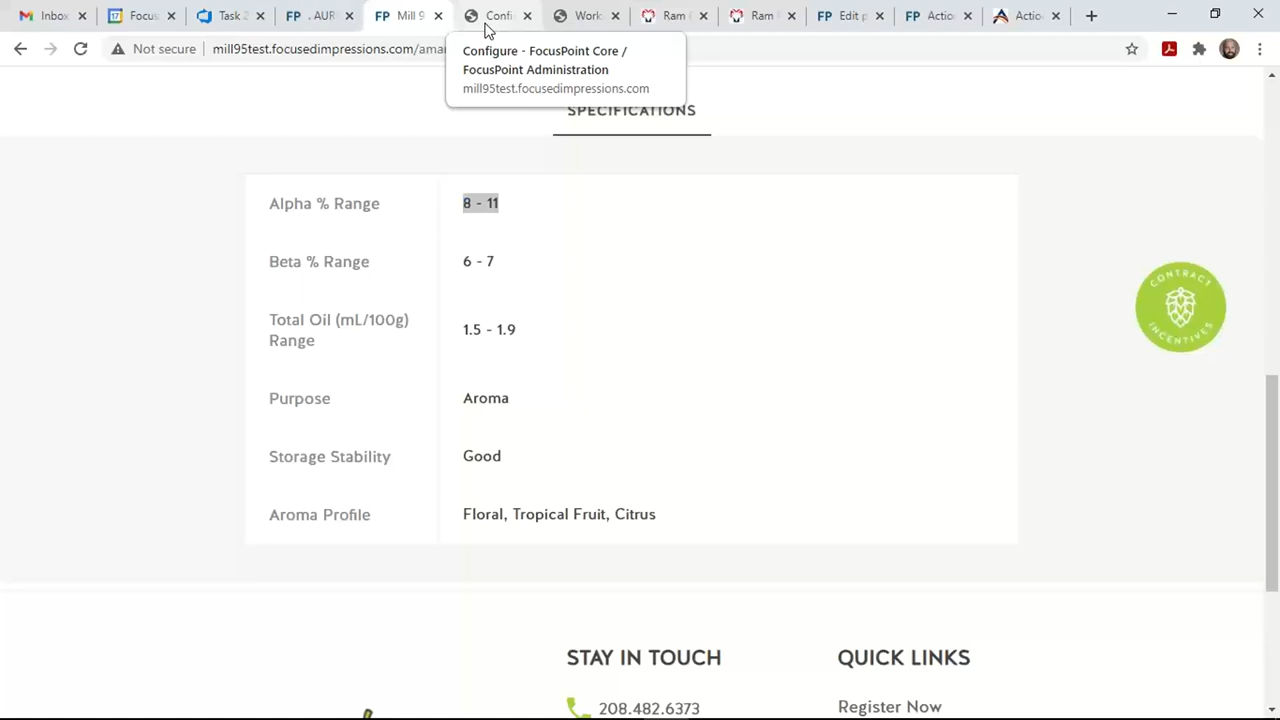 Inbox
Focus
Task 2
FP . AUR
FP Mill 9
Confi
Work
Ram F
Ram F
FP Edit p
FP Action
Actio
Not secure
mill95test.focusedimpressions.com/amar
Configure - FocusPoint Core /
FocusPoint Administration
mill95test.focusedimpressions.com
SPECIFICATIONS
Alpha % Range
8 - 11
Beta % Range
6 - 7
Total Oil (mL/100g)
Range
1.5 - 1.9
Purpose
Aroma
Storage Stability
Good
Aroma Profile
Floral, Tropical Fruit, Citrus
CONTRACT
INCENTIVES
STAY IN TOUCH
208.482.6373
QUICK LINKS
Register Now